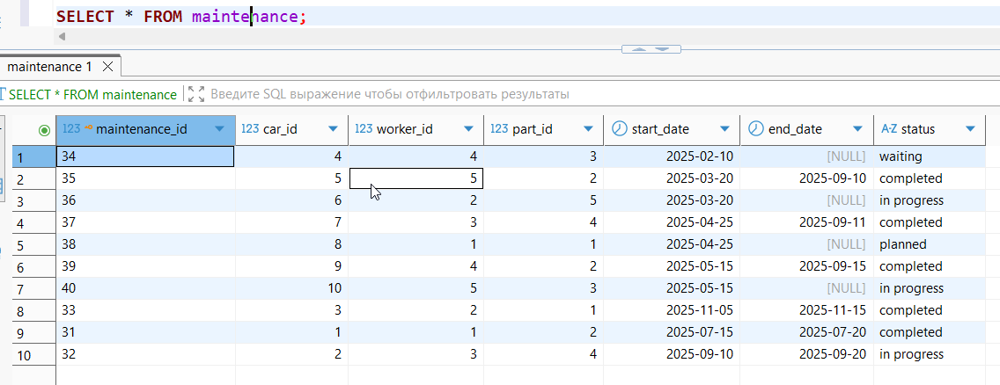 SELECT * FROM maintenance;
maintenance 1
SELECT * FROM maintenance Введите SQL выражение чтобы отфильтровать результаты
123 maintenance_id 123 car_id 123 worker_id 123 part_id start_date end_date A-Z status
1 34 4 4 3 2025-02-10 [NULL] waiting
2 35 5 5 2 2025-03-20 2025-09-10 completed
3 36 6 2 5 2025-03-20 [NULL] in progress
4 37 7 3 4 2025-04-25 2025-09-11 completed
5 38 8 1 1 2025-04-25 [NULL] planned
6 39 9 4 2 2025-05-15 2025-09-15 completed
7 40 10 5 3 2025-05-15 [NULL] in progress
8 33 3 2 1 2025-11-05 2025-11-15 completed
9 31 1 1 2 2025-07-15 2025-07-20 completed
10 32 2 3 4 2025-09-10 2025-09-20 in progress